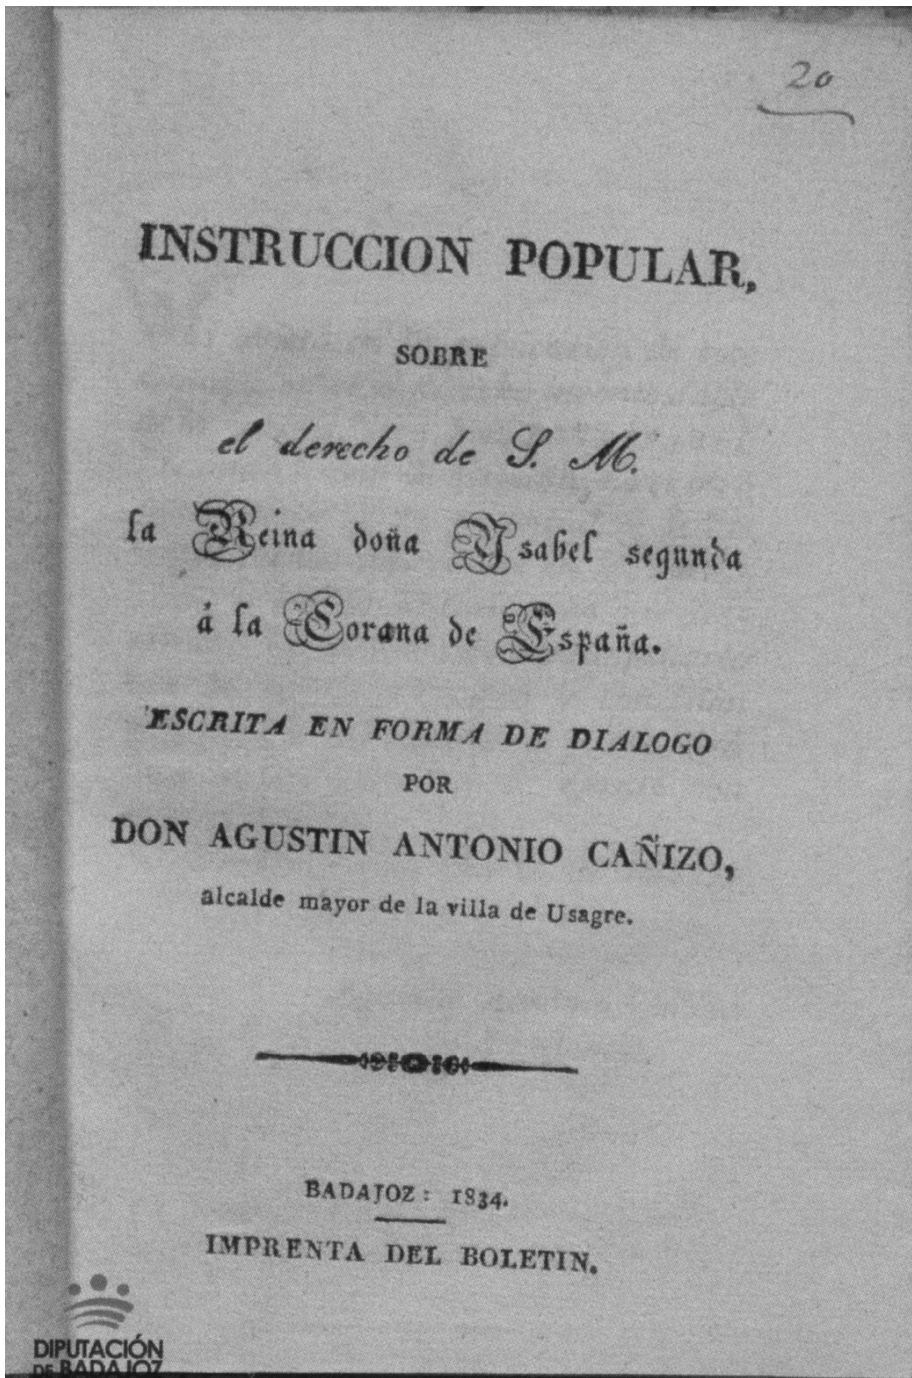 20
INSTRUCCION POPULAR,
SOBRE
el derecho de S. M.
la Reina doña Ysabel segunda
á la Corana de España.
ESCRITA EN FORMA DE DIALOGO
POR
DON AGUSTIN ANTONIO CAÑIZO,
alcalde mayor de la villa de Usagre.
BADAJOZ: 1834.
IMPRENTA DEL BOLETIN.
DIPUTACIÓN
DE BADAJOZ